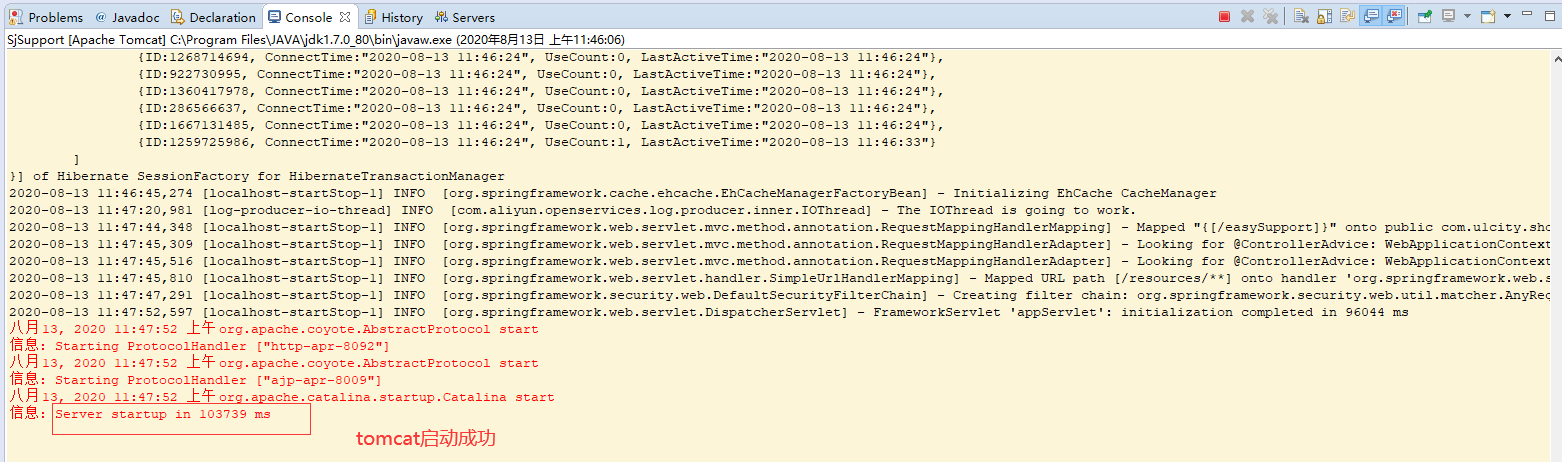 Problems @ Javadoc Declaration Console History Servers
SjSupport [Apache Tomcat] C:\Program Files\JAVA\jdk1.7.0_80\bin\javaw.exe (2020年8月13日 上午11:46:06)
{ID:1268714694, ConnectTime:"2020-08-13 11:46:24", UseCount:0, LastActiveTime:"2020-08-13 11:46:24"},
{ID:922730995, ConnectTime:"2020-08-13 11:46:24", UseCount:0, LastActiveTime:"2020-08-13 11:46:24"},
{ID:1360417978, ConnectTime:"2020-08-13 11:46:24", UseCount:0, LastActiveTime:"2020-08-13 11:46:24"},
{ID:286566637, ConnectTime:"2020-08-13 11:46:24", UseCount:0, LastActiveTime:"2020-08-13 11:46:24"},
{ID:1667131485, ConnectTime:"2020-08-13 11:46:24", UseCount:0, LastActiveTime:"2020-08-13 11:46:24"},
{ID:1259725986, ConnectTime:"2020-08-13 11:46:24", UseCount:1, LastActiveTime:"2020-08-13 11:46:33"}
]
}] of Hibernate SessionFactory for HibernateTransactionManager
2020-08-13 11:46:45,274 [localhost-startStop-1] INFO [org.springframework.cache.ehcache.EhCacheManagerFactoryBean] - Initializing EhCache CacheManager
2020-08-13 11:47:20,981 [log-producer-io-thread] INFO [com.aliyun.openservices.log.producer.inner.IOThread] - The IOThread is going to work.
2020-08-13 11:47:44,348 [localhost-startStop-1] INFO [org.springframework.web.servlet.mvc.method.annotation.RequestMappingHandlerMapping] - Mapped "{[/easySupport]}" onto public com.ulcity.sho
2020-08-13 11:47:45,309 [localhost-startStop-1] INFO [org.springframework.web.servlet.mvc.method.annotation.RequestMappingHandlerAdapter] - Looking for @ControllerAdvice: WebApplicationContext
2020-08-13 11:47:45,516 [localhost-startStop-1] INFO [org.springframework.web.servlet.mvc.method.annotation.RequestMappingHandlerAdapter] - Looking for @ControllerAdvice: WebApplicationContext
2020-08-13 11:47:45,810 [localhost-startStop-1] INFO [org.springframework.web.servlet.handler.SimpleUrlHandlerMapping] - Mapped URL path [/resources/**] onto handler 'org.springframework.web.s
2020-08-13 11:47:47,291 [localhost-startStop-1] INFO [org.springframework.security.web.DefaultSecurityFilterChain] - Creating filter chain: org.springframework.security.web.util.matcher.AnyReq
2020-08-13 11:47:52,597 [localhost-startStop-1] INFO [org.springframework.web.servlet.DispatcherServlet] - FrameworkServlet 'appServlet': initialization completed in 96044 ms
八月13, 2020 11:47:52 上午 org.apache.coyote.AbstractProtocol start
信息: Starting ProtocolHandler ["http-apr-8092"]
八月13, 2020 11:47:52 上午 org.apache.coyote.AbstractProtocol start
信息: Starting ProtocolHandler ["ajp-apr-8009"]
八月13, 2020 11:47:52 上午 org.apache.catalina.startup.Catalina start
信息: Server startup in 103739 ms
tomcat启动成功